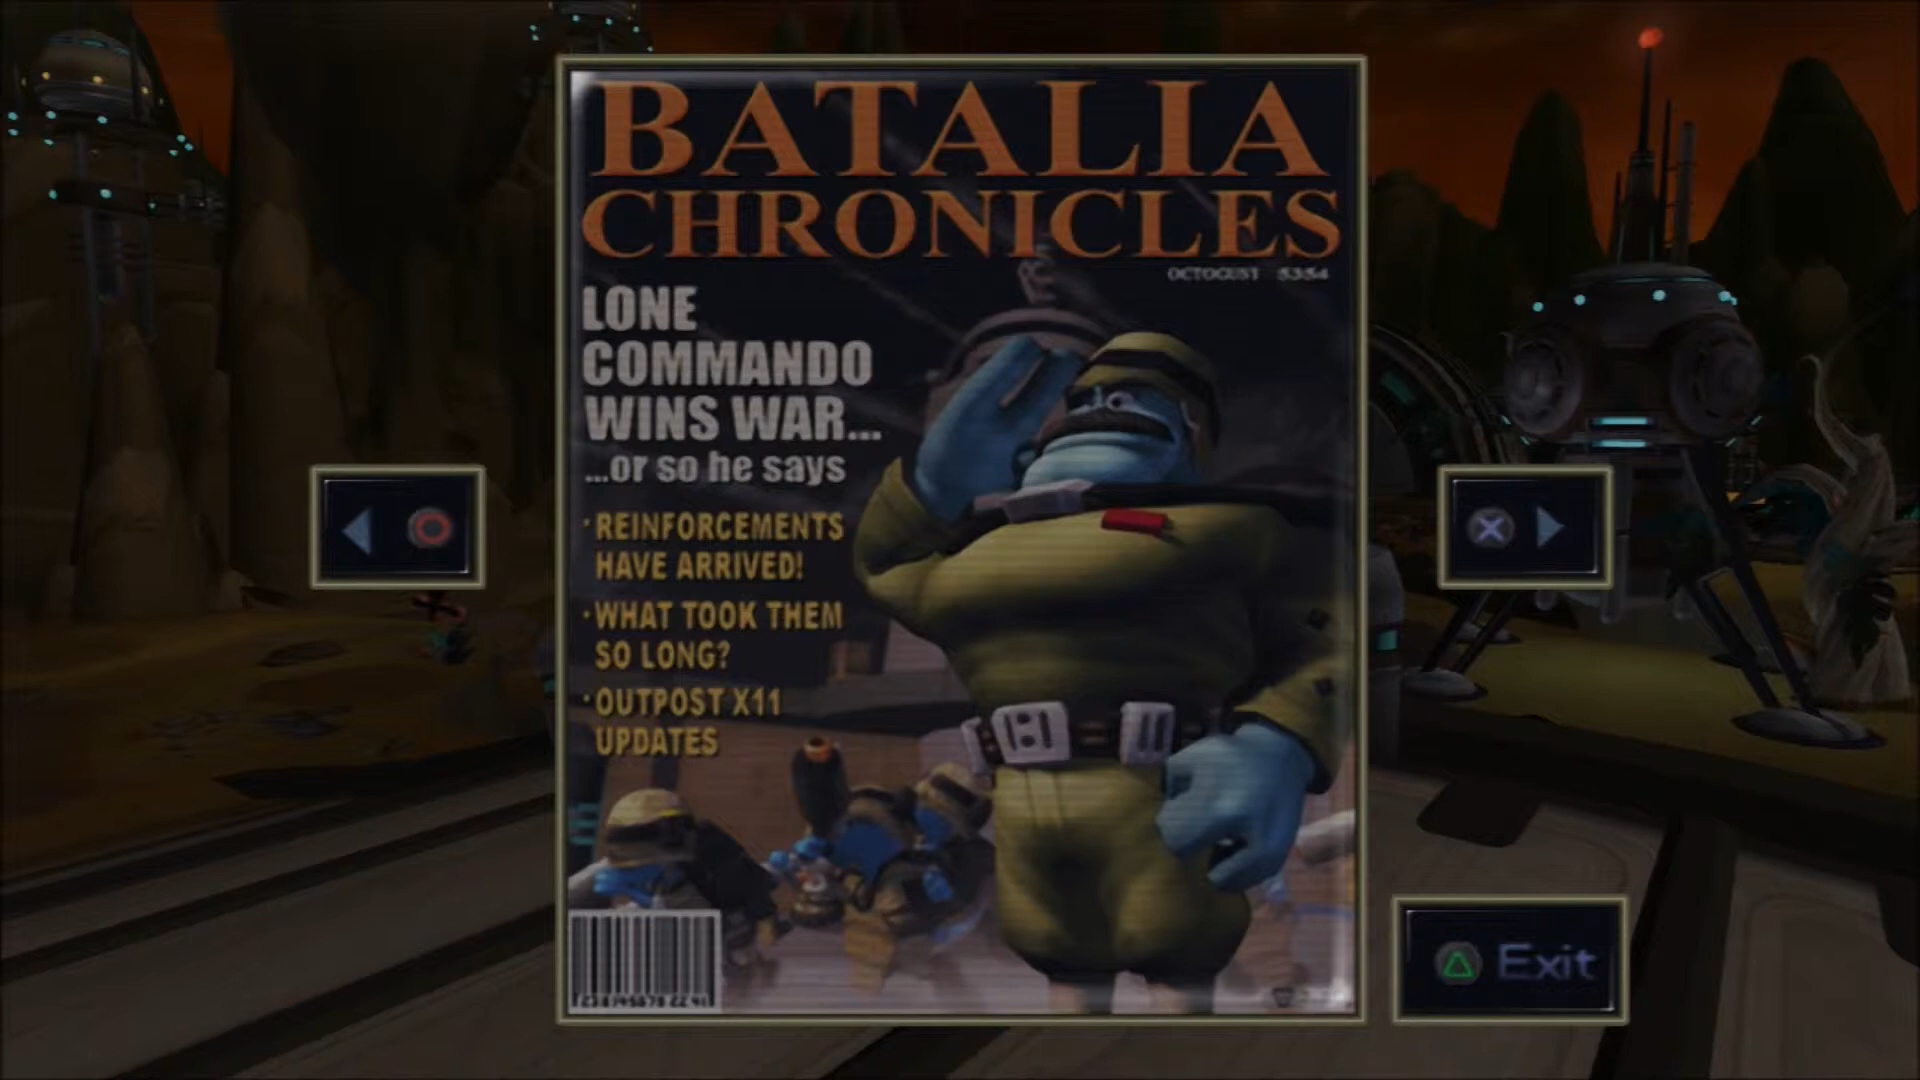 BATALIA
CHRONICLES
OCTOGUST 5354
LONE
COMMANDO
WINS WAR...
...or so he says
·REINFORCEMENTS
HAVE ARRIVED!
·WHAT TOOK THEM
SO LONG?
·OUTPOST X11
UPDATES
Exit